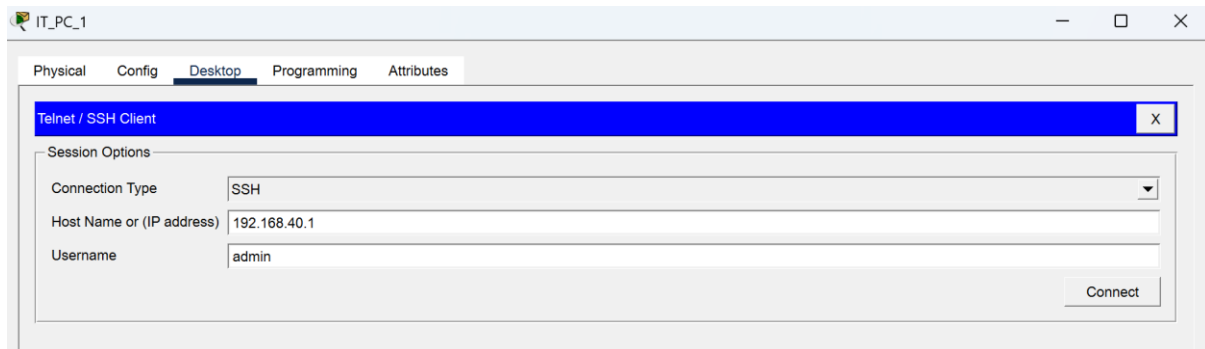 IT_PC_1
Physical Config Desktop Programming Attributes
Telnet / SSH Client X
Session Options
Connection Type SSH
Host Name or (IP address) 192.168.40.1
Username admin
Connect